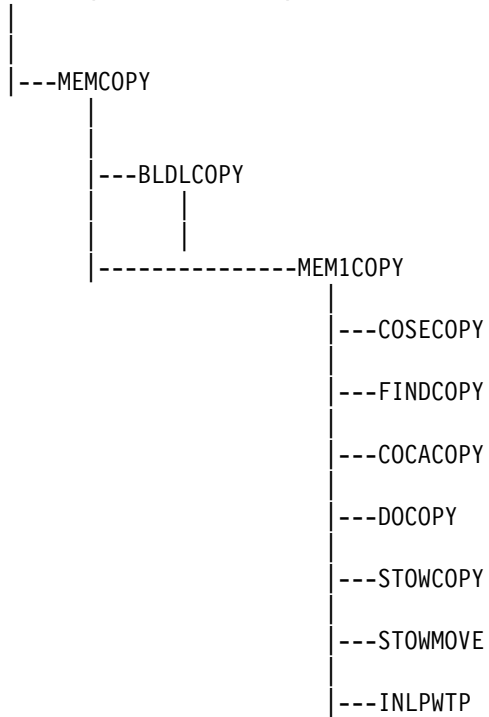 ---MEMCOPY
---BLDLCOPY
---------------MEM1COPY
---COSECOPY
---FINDCOPY
---COCACOPY
---DOCOPY
---STOWCOPY
---STOWMOVE
---INLPWTP